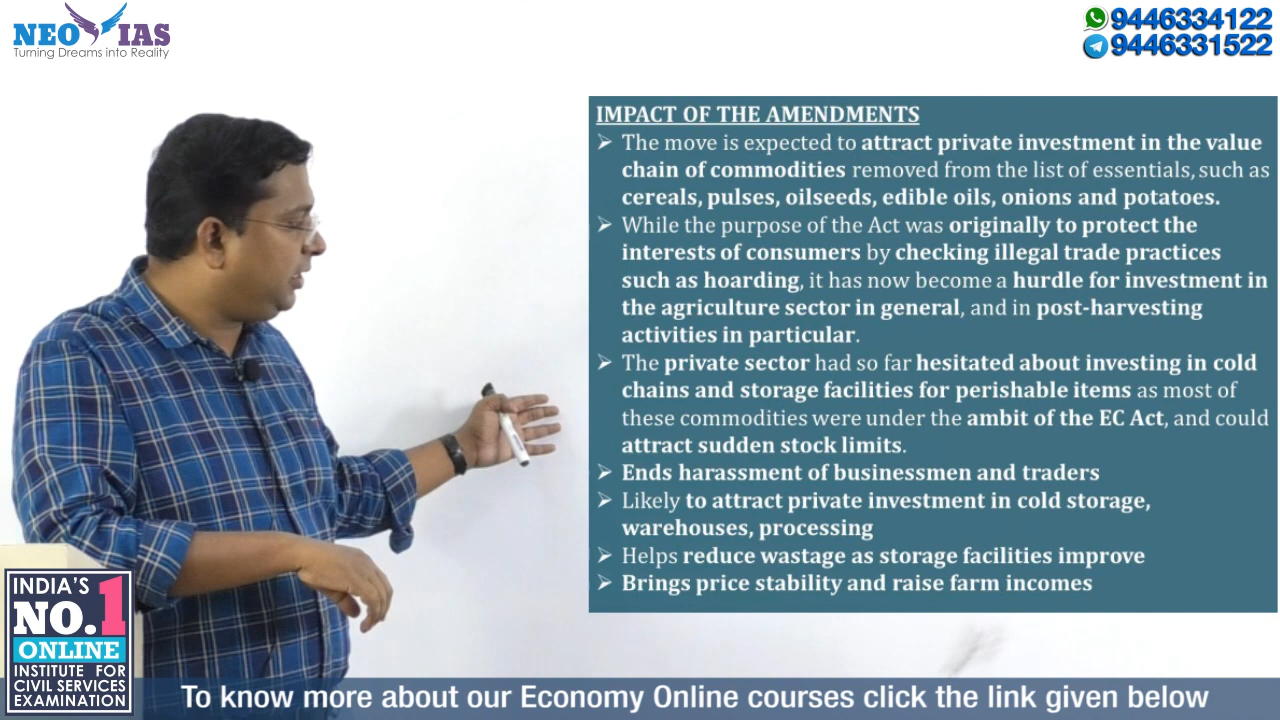 NEO IAS
Turning Dreams into Reality
9446334122
9446331522
IMPACT OF THE AMENDMENTS
➢ The move is expected to attract private investment in the value
chain of commodities removed from the list of essentials, such as
cereals, pulses, oilseeds, edible oils, onions and potatoes.
➢ While the purpose of the Act was originally to protect the
interests of consumers by checking illegal trade practices
such as hoarding, it has now become a hurdle for investment in
the agriculture sector in general, and in post-harvesting
activities in particular.
➢ The private sector had so far hesitated about investing in cold
chains and storage facilities for perishable items as most of
these commodities were under the ambit of the EC Act, and could
attract sudden stock limits.
➢ Ends harassment of businessmen and traders
➢ Likely to attract private investment in cold storage,
warehouses, processing
➢ Helps reduce wastage as storage facilities improve
➢ Brings price stability and raise farm incomes
INDIA'S
NO.1
ONLINE
INSTITUTE FOR
CIVIL SERVICES
EXAMINATION
To know more about our Economy Online courses click the link given below